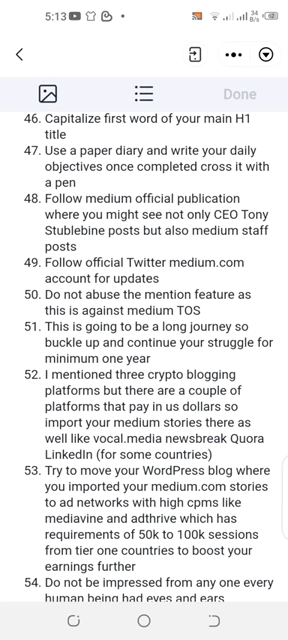 5:13
34
B/s
Done
46. Capitalize first word of your main H1
title
47. Use a paper diary and write your daily
objectives once completed cross it with
a pen
48. Follow medium official publication
where you might see not only CEO Tony
Stublebine posts but also medium staff
posts
49. Follow official Twitter medium.com
account for updates
50. Do not abuse the mention feature as
this is against medium TOS
51. This is going to be a long journey so
buckle up and continue your struggle for
minimum one year
52. I mentioned three crypto blogging
platforms but there are a couple of
platforms that pay in us dollars so
import your medium stories there as
well like vocal.media newsbreak Quora
LinkedIn (for some countries)
53. Try to move your WordPress blog where
you imported your medium.com stories
to ad networks with high cpms like
mediavine and adthrive which has
requirements of 50k to 100k sessions
from tier one countries to boost your
earnings further
54. Do not be impressed from any one every
human being had eyes and ears